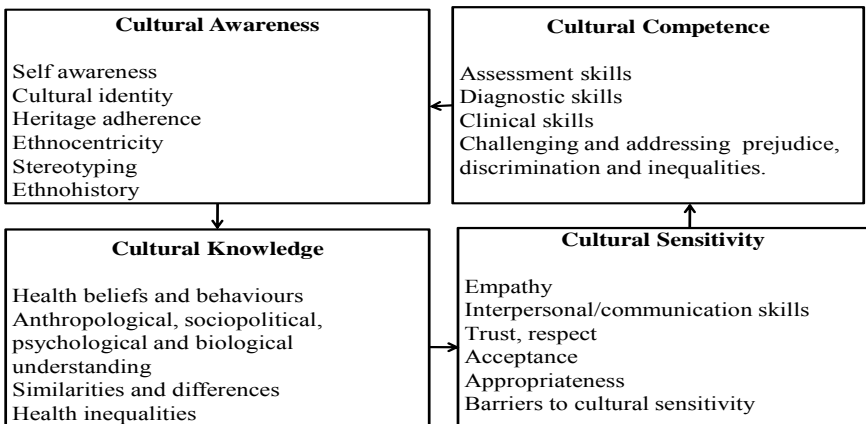 Cultural Awareness
Self awareness
Cultural identity
Heritage adherence
Ethnocentricity
Stereotyping
Ethnohistory
Cultural Competence
Assessment skills
Diagnostic skills
Clinical skills
Challenging and addressing prejudice,
discrimination and inequalities.
Cultural Knowledge
Health beliefs and behaviours
Anthropological, sociopolitical,
psychological and biological
understanding
Similarities and differences
Health inequalities
Cultural Sensitivity
Empathy
Interpersonal/communication skills
Trust, respect
Acceptance
Appropriateness
Barriers to cultural sensitivity